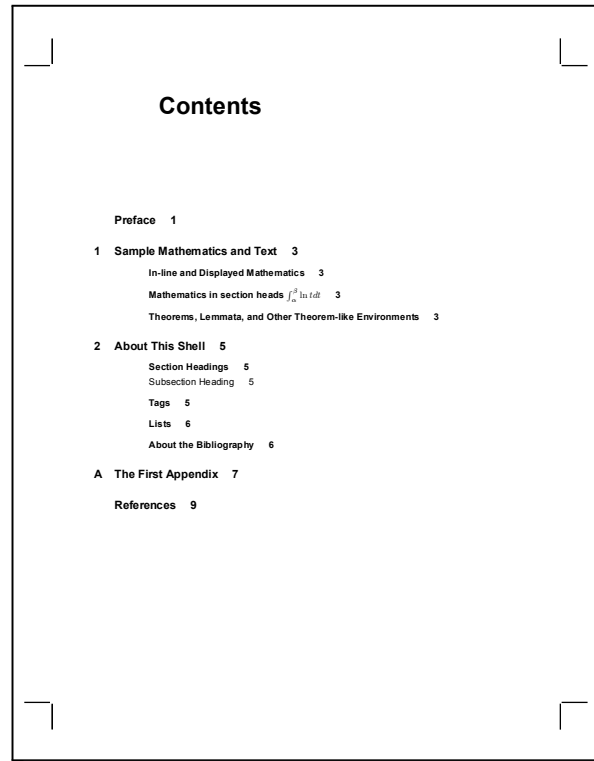 Contents
Preface 1
1 Sample Mathematics and Text 3
In-line and Displayed Mathematics 3
Mathematics in section heads ∫_α^β ln tdt 3
Theorems, Lemmata, and Other Theorem-like Environments 3
2 About This Shell 5
Section Headings 5
Subsection Heading 5
Tags 5
Lists 6
About the Bibliography 6
A The First Appendix 7
References 9